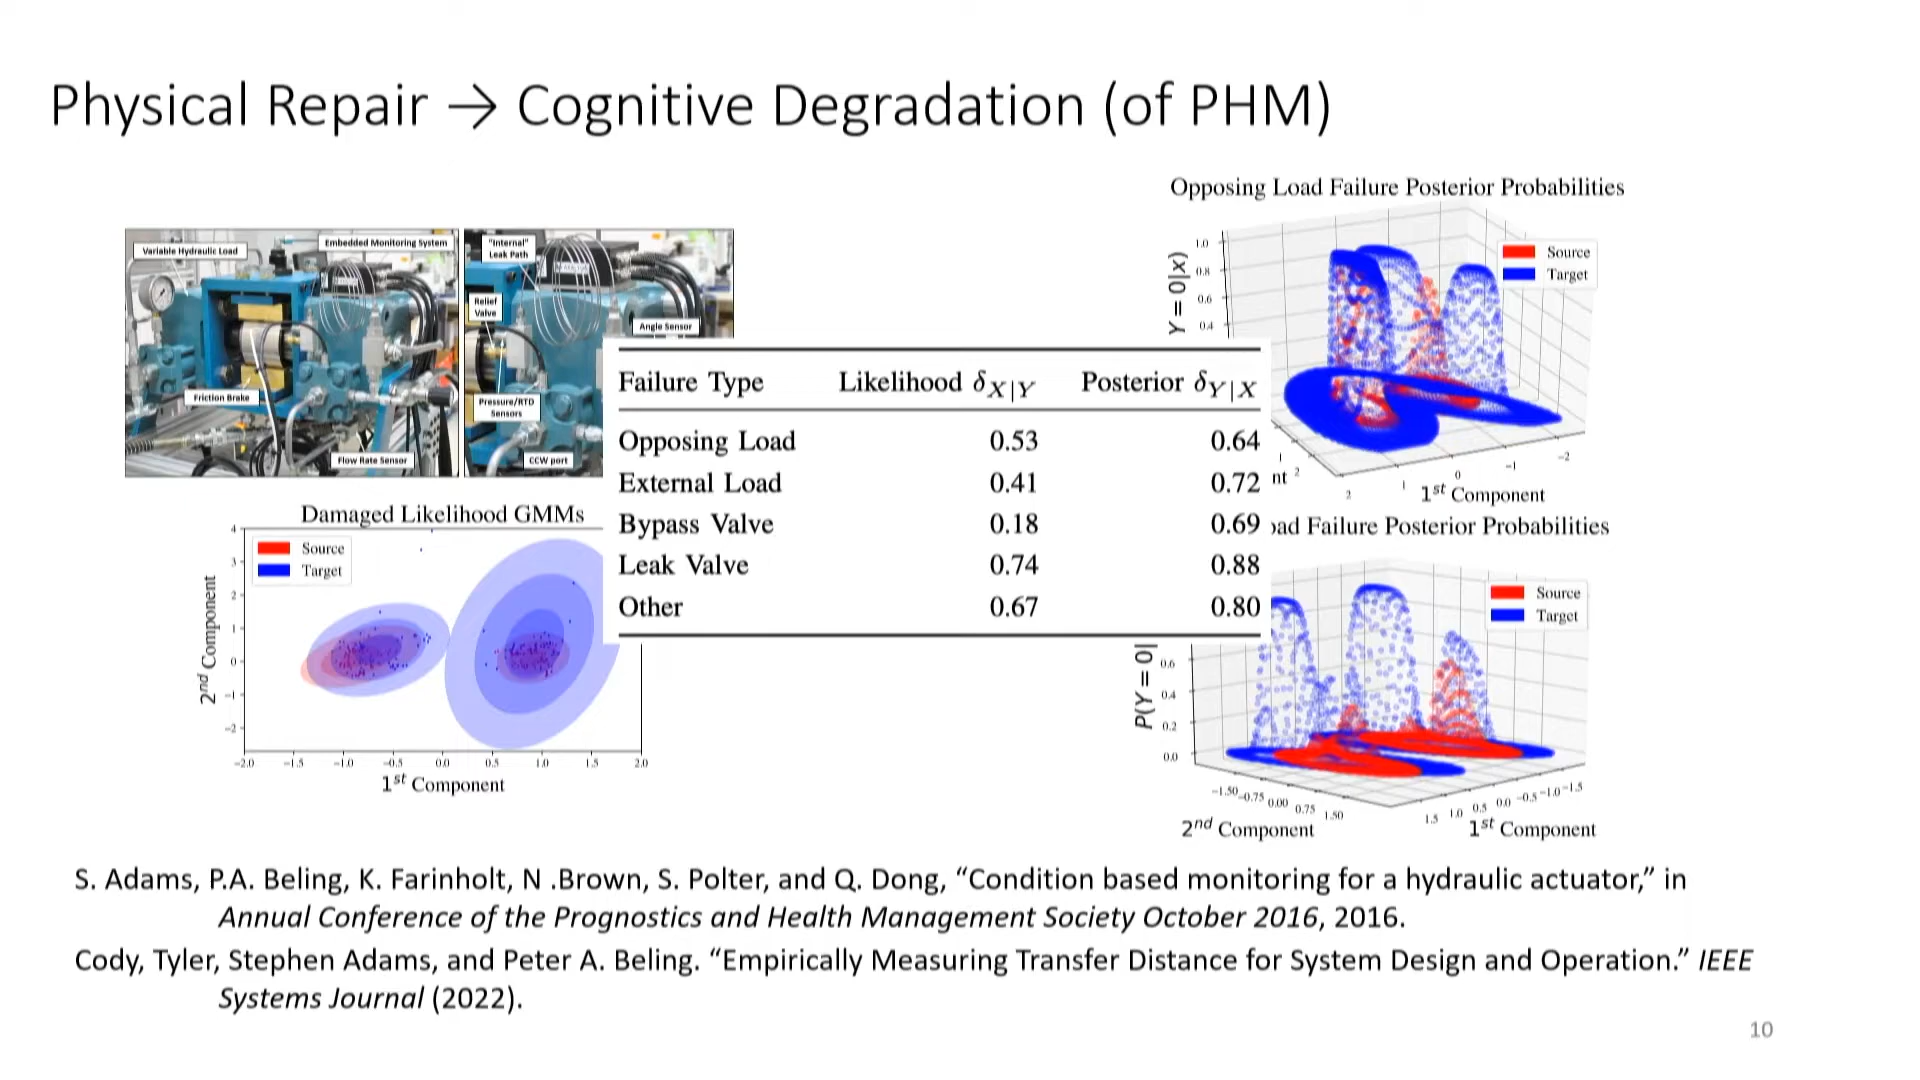 Physical Repair → Cognitive Degradation (of PHM)
Variable Hydraulic Load
Embedded Monitoring System
Friction Brake
Flow Rate Sensor
"Internal"
Leak Path
Relief
Valve
Angle Sensor
Pressure/RTD
Sensors
CCW port
Opposing Load Failure Posterior Probabilities
Source
Target
Y = 0|x)
1.0
0.8
0.6
0.4
1
2
nt
2
1
0
−1
−2
1st Component
Failure Type Likelihood δX|Y Posterior δY|X
Opposing Load 0.53 0.64
External Load 0.41 0.72
Bypass Valve 0.18 0.69
Leak Valve 0.74 0.88
Other 0.67 0.80
Damaged Likelihood GMMs
Source
Target
2nd Component
4
3
2
1
0
−1
−2
−2.0 −1.5 −1.0 −0.5 0.0 0.5 1.0 1.5 2.0
1st Component
oad Failure Posterior Probabilities
Source
Target
P(Y = 0|
0.6
0.4
0.2
0.0
−1.50 −0.75 0.00 0.75 1.50
2nd Component
1.5 1.0 0.5 0.0 −0.5 −1.0 −1.5
1st Component
S. Adams, P.A. Beling, K. Farinholt, N .Brown, S. Polter, and Q. Dong, “Condition based monitoring for a hydraulic actuator,” in
Annual Conference of the Prognostics and Health Management Society October 2016, 2016.
Cody, Tyler, Stephen Adams, and Peter A. Beling. “Empirically Measuring Transfer Distance for System Design and Operation.” IEEE
Systems Journal (2022).
10